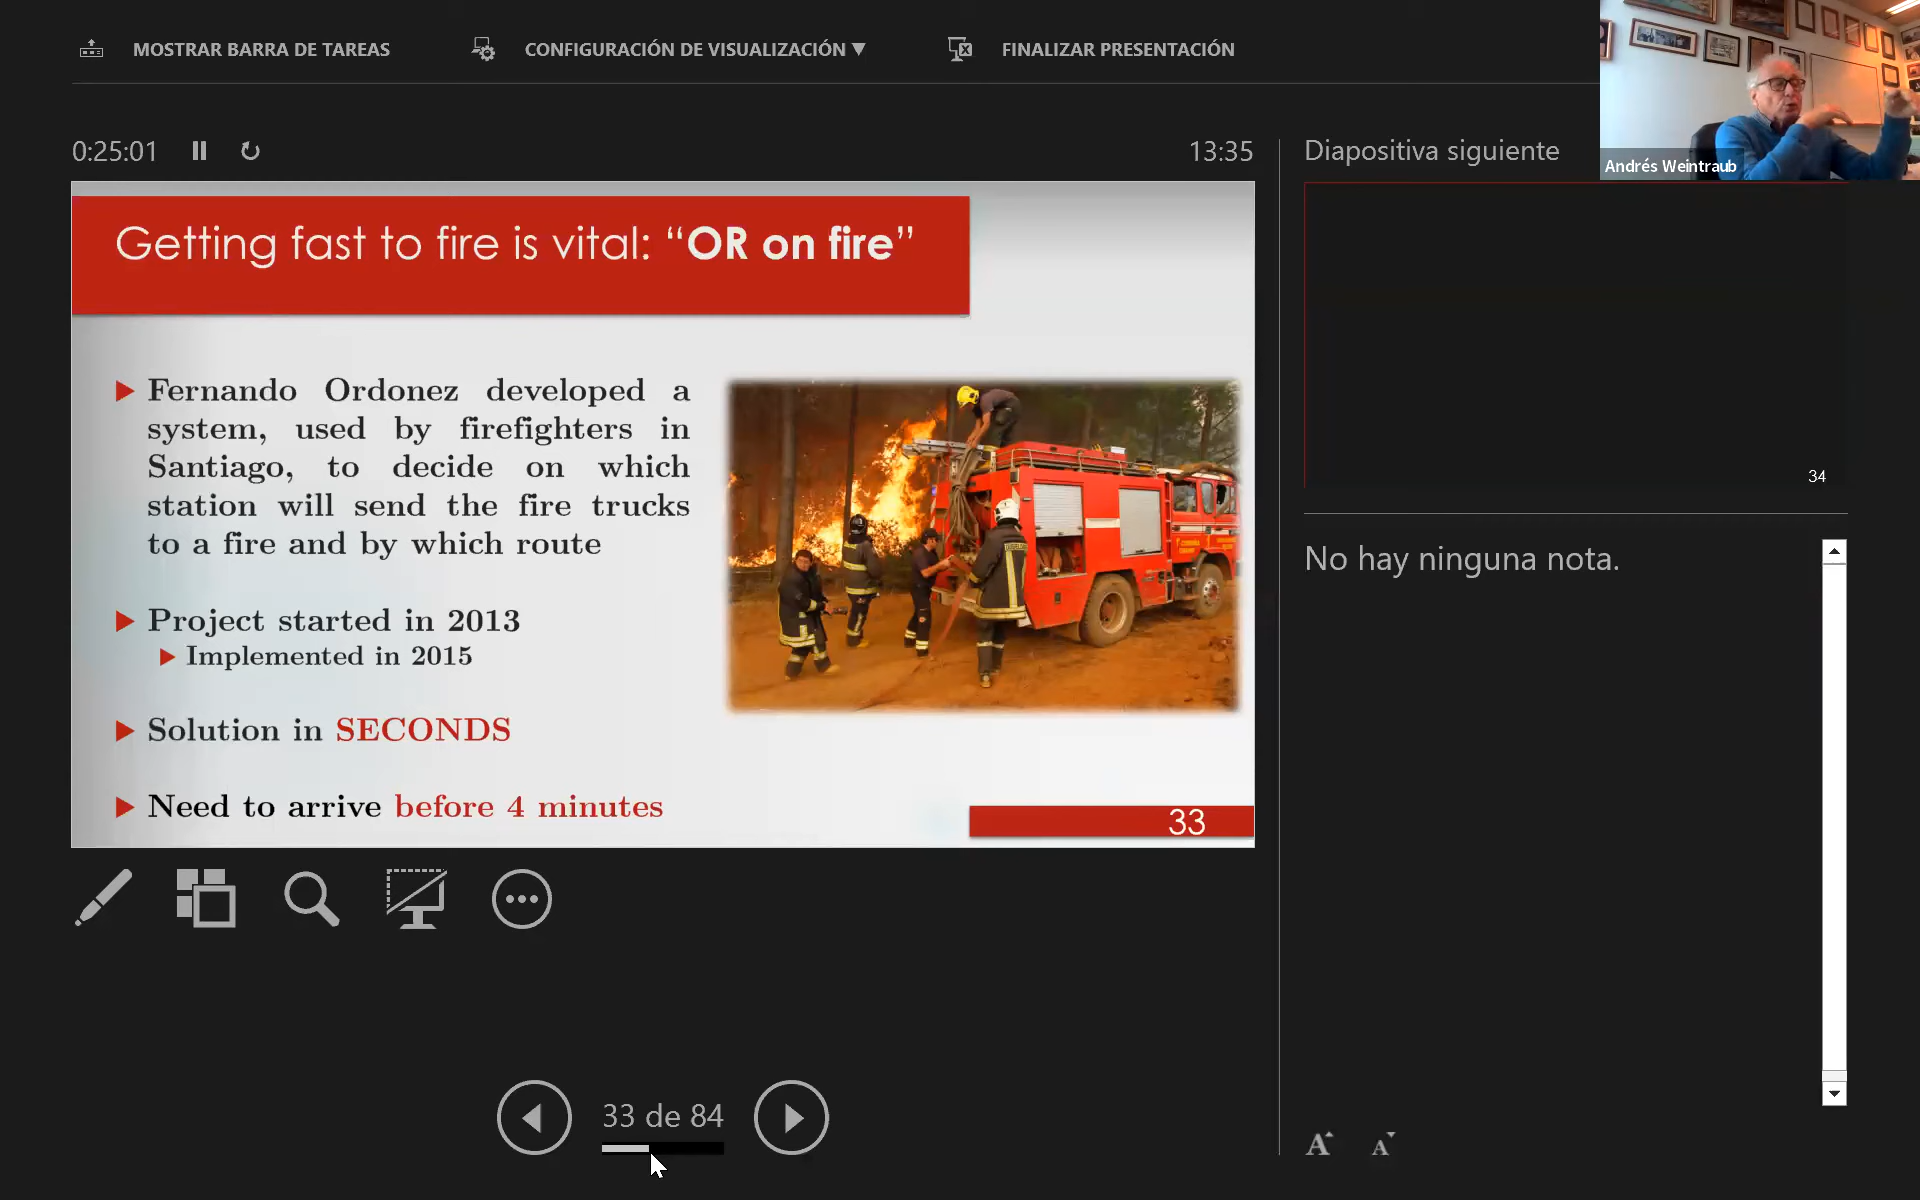 MOSTRAR BARRA DE TAREAS
CONFIGURACIÓN DE VISUALIZACIÓN ▼
FINALIZAR PRESENTACIÓN
Andrés Weintraub
0:25:01
13:35
Diapositiva siguiente
Getting fast to fire is vital: “OR on fire”
Fernando Ordonez developed a
system, used by firefighters in
Santiago, to decide on which
station will send the fire trucks
to a fire and by which route
Project started in 2013
Implemented in 2015
Solution in SECONDS
Need to arrive before 4 minutes
33
34
No hay ninguna nota.
33 de 84
A
A